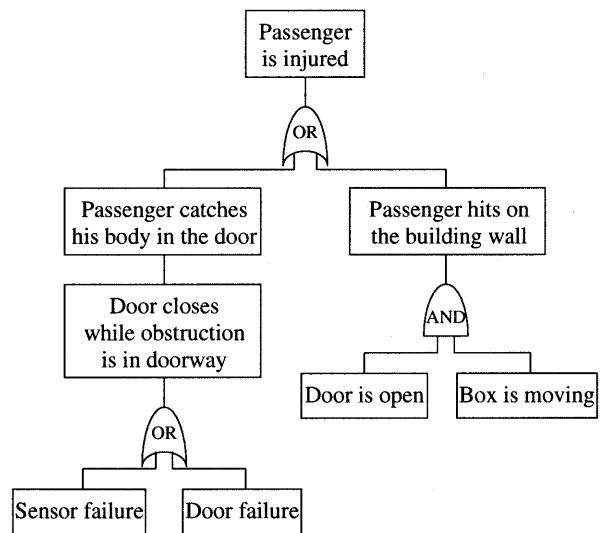 Passenger
is injured
OR
Passenger catches
his body in the door
Passenger hits on
the building wall
Door closes
while obstruction
is in doorway
AND
Door is open
Box is moving
OR
Sensor failure
Door failure